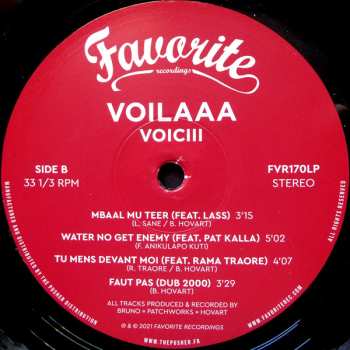 Favorite
recordings
VOILAAA
VOICIII
SIDE B
33 1/3 RPM
FVR170LP
STEREO
MBAAL MU TEER (FEAT. LASS) 3'15
(L. SANE / B. HOVART)
WATER NO GET ENEMY (FEAT. PAT KALLA) 5'02
(F. ANIKULAPO KUTI)
TU MENS DEVANT MOI (FEAT. RAMA TRAORE) 4'07
(R. TRAORE / B. HOVART)
FAUT PAS (DUB 2000) 3'29
(B. HOVART)
ALL TRACKS PRODUCED & RECORDED BY
BRUNO « PATCHWORKS » HOVART
℗ & © 2021 FAVORITE RECORDINGS
MANUFACTURED AND DISTRIBUTED BY THE PUSHER DISTRIBUTION
WWW.THEPUSHER.FR
WWW.FAVORITEREC.COM
ALL RIGHTS RESERVED